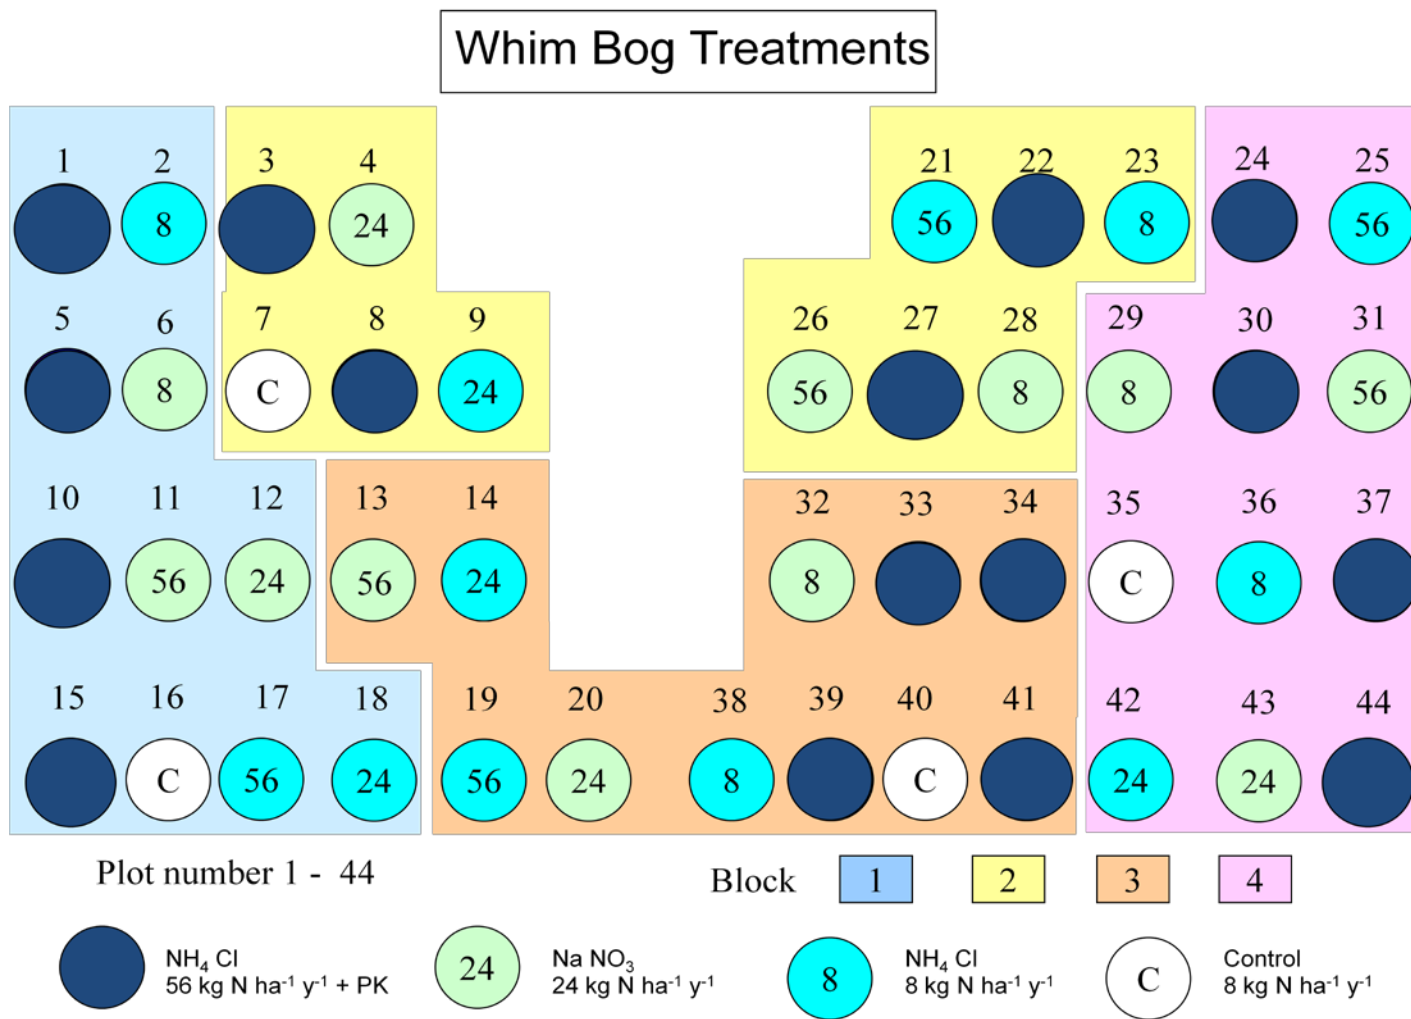 Whim Bog Treatments
1 2 3 4 21 22 23 24 25
8 24 56 8 56
5 6 7 8 9 26 27 28 29 30 31
8 C 24 56 8 8 56
10 11 12 13 14 32 33 34 35 36 37
56 24 56 24 8 C 8
15 16 17 18 19 20 38 39 40 41 42 43 44
C 56 24 56 24 8 C 24 24
Plot number 1 - 44 Block 1 2 3 4
NH₄ Cl
56 kg N ha⁻¹ y⁻¹ + PK
24
Na NO₃
24 kg N ha⁻¹ y⁻¹
8
NH₄ Cl
8 kg N ha⁻¹ y⁻¹
C
Control
8 kg N ha⁻¹ y⁻¹